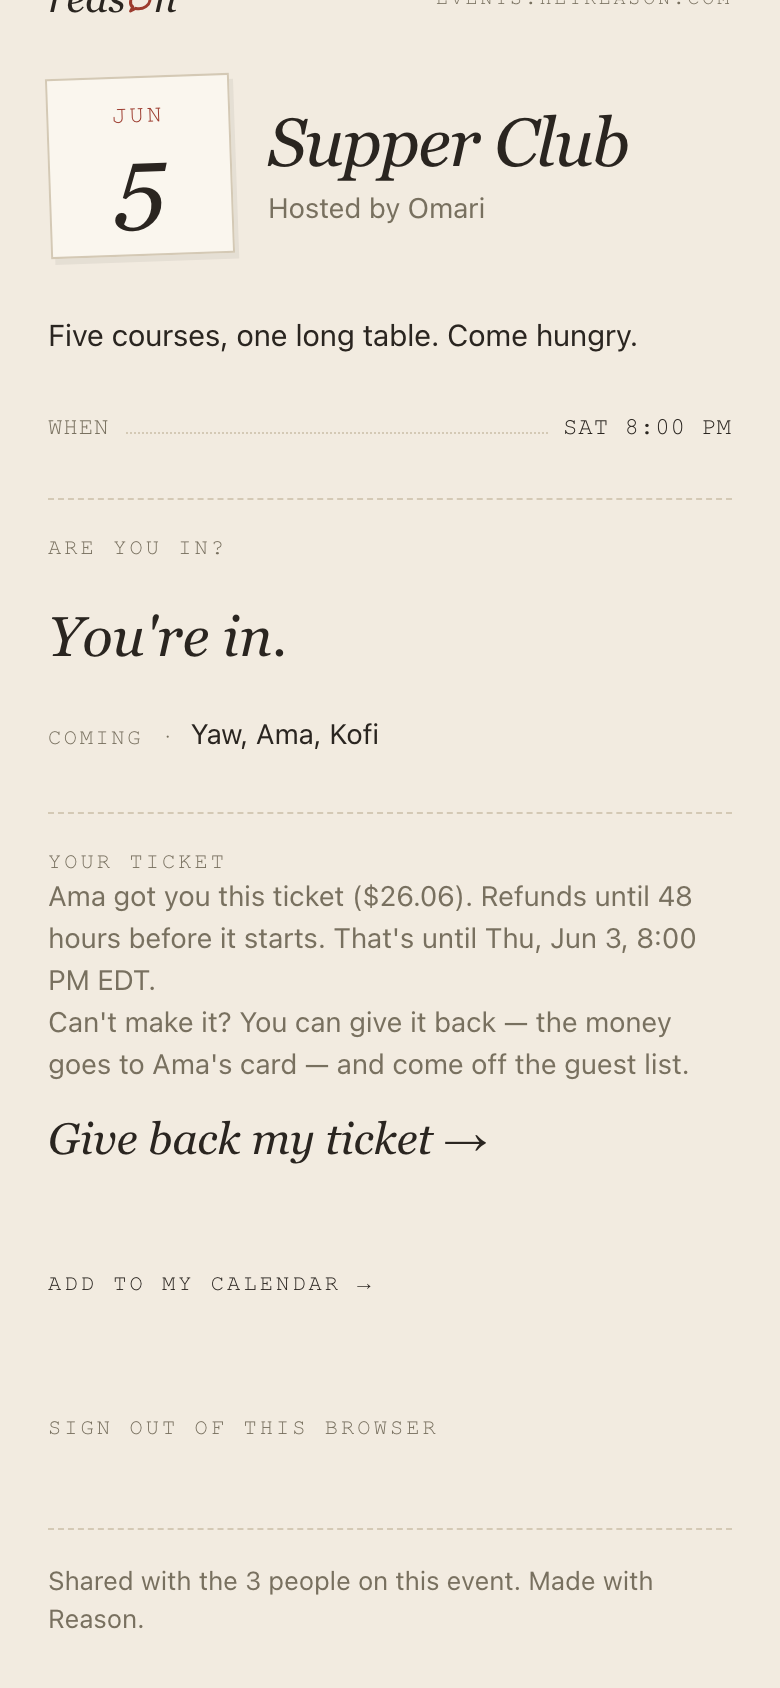 reason
EVENTS.HEYREASON.COM
JUN
5
Supper Club
Hosted by Omari
Five courses, one long table. Come hungry.
WHEN SAT 8:00 PM
ARE YOU IN?
You're in.
COMING · Yaw, Ama, Kofi
YOUR TICKET
Ama got you this ticket ($26.06). Refunds until 48
hours before it starts. That's until Thu, Jun 3, 8:00
PM EDT.
Can't make it? You can give it back — the money
goes to Ama's card — and come off the guest list.
Give back my ticket →
ADD TO MY CALENDAR →
SIGN OUT OF THIS BROWSER
Shared with the 3 people on this event. Made with
Reason.